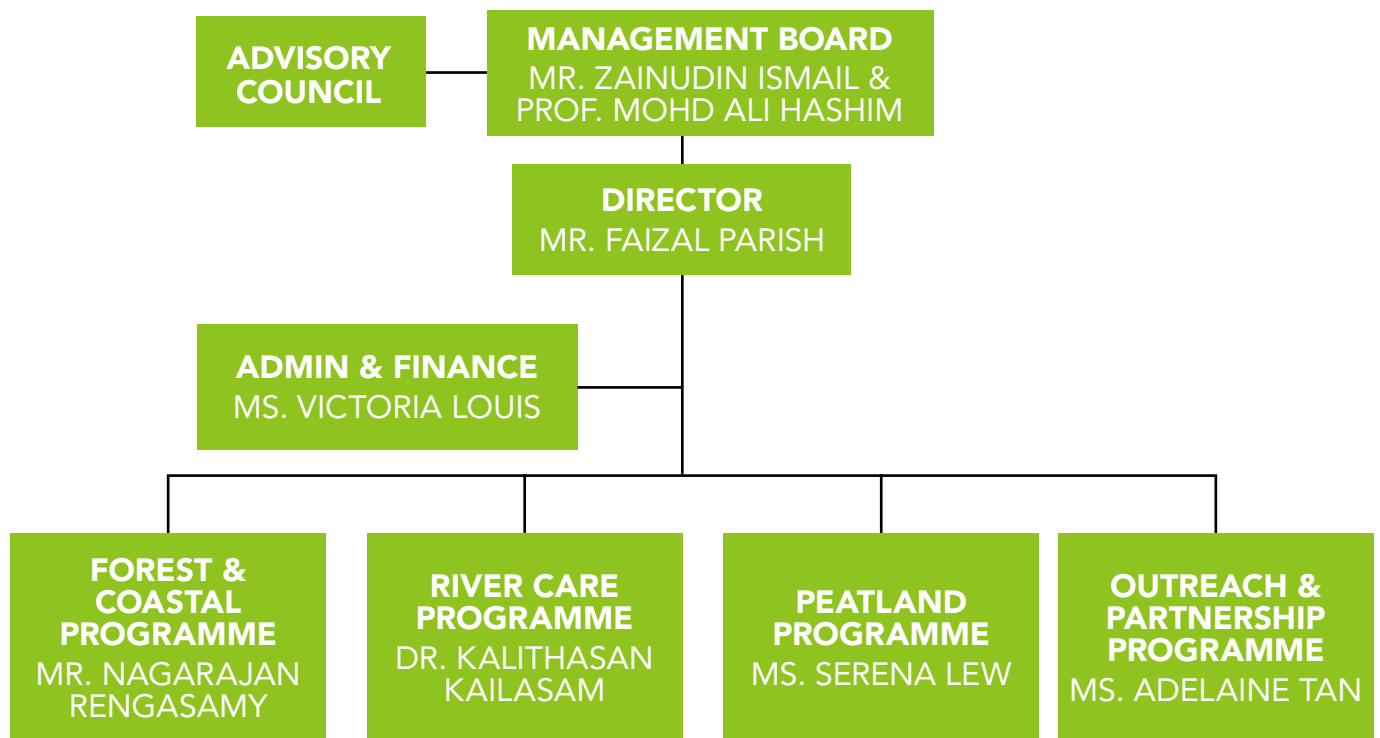 ADVISORY
COUNCIL
MANAGEMENT BOARD
MR. ZAINUDIN ISMAIL &
PROF. MOHD ALI HASHIM
DIRECTOR
MR. FAIZAL PARISH
ADMIN & FINANCE
MS. VICTORIA LOUIS
FOREST &
COASTAL
PROGRAMME
MR. NAGARAJAN
RENGASAMY
RIVER CARE
PROGRAMME
DR. KALITHASAN
KAILASAM
PEATLAND
PROGRAMME
MS. SERENA LEW
OUTREACH &
PARTNERSHIP
PROGRAMME
MS. ADELAINE TAN